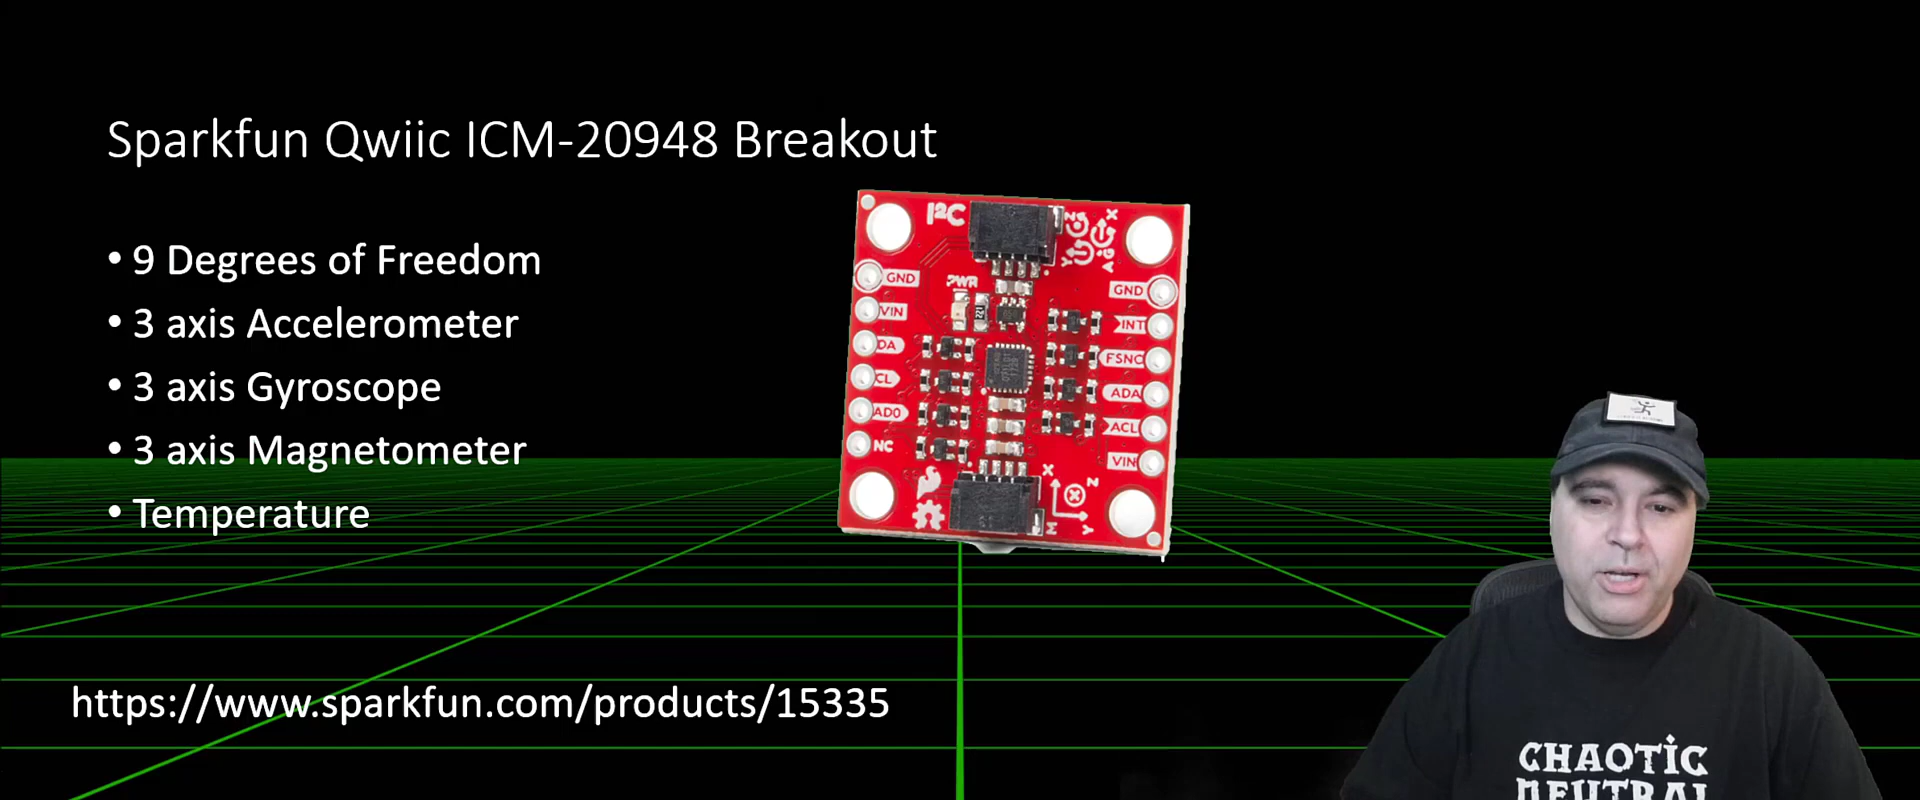 Sparkfun Qwiic ICM-20948 Breakout
• 9 Degrees of Freedom
• 3 axis Accelerometer
• 3 axis Gyroscope
• 3 axis Magnetometer
• Temperature
https://www.sparkfun.com/products/15335
I²C
PWR
GND
VIN
DA
CL
AD0
NC
X
Z
Y
A
G
GND
INT
FSNC
ADA
ACL
VIN
X
Z
Y
M
CHAOTIC
NEUTRAL